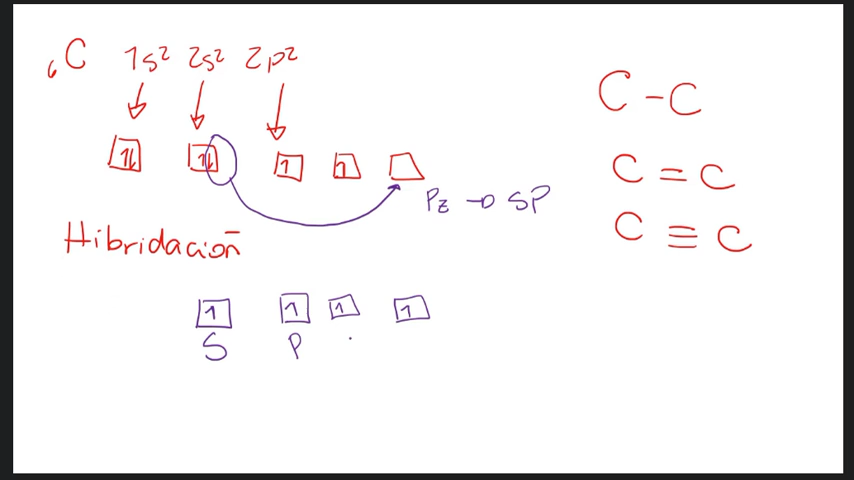 ₆C 1s² 2s² 2p²
C – C
C = C
C ≡ C
Pz → SP
Hibridación
S P